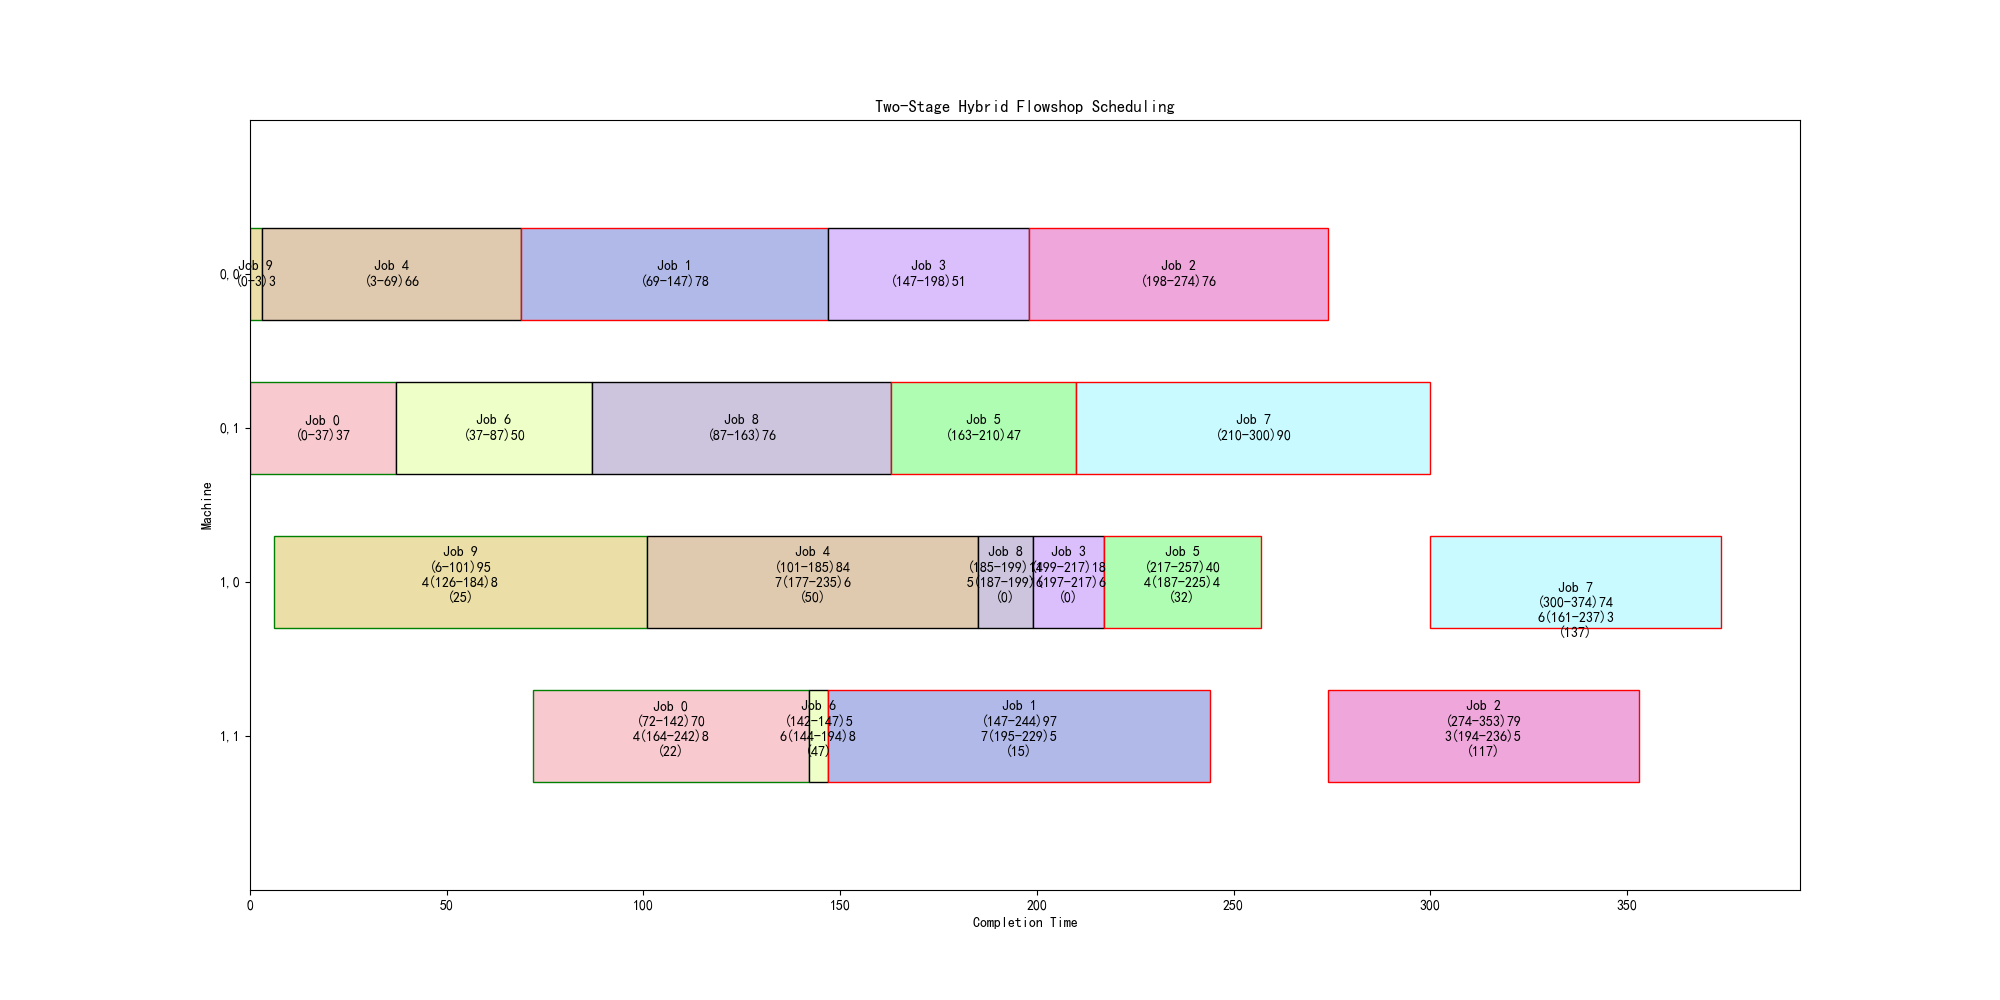 Two-Stage Hybrid Flowshop Scheduling
Machine
0,0
Job 9
(0-3)3
Job 4
(3-69)66
Job 1
(69-147)78
Job 3
(147-198)51
Job 2
(198-274)76
0,1
Job 0
(0-37)37
Job 6
(37-87)50
Job 8
(87-163)76
Job 5
(163-210)47
Job 7
(210-300)90
1,0
Job 9
(6-101)95
4(126-184)8
(25)
Job 4
(101-185)84
7(177-235)6
(50)
Job 8
(185-199)14
5(187-199)6
(0)
Job 3
(199-217)18
(197-217)6
(0)
Job 5
(217-257)40
4(187-225)4
(32)
Job 7
(300-374)74
6(161-237)3
(137)
1,1
Job 0
(72-142)70
4(164-242)8
(22)
Job 6
(142-147)5
6(144-194)8
(47)
Job 1
(147-244)97
7(195-229)5
(15)
Job 2
(274-353)79
3(194-236)5
(117)
0 50 100 150 200 250 300 350
Completion Time